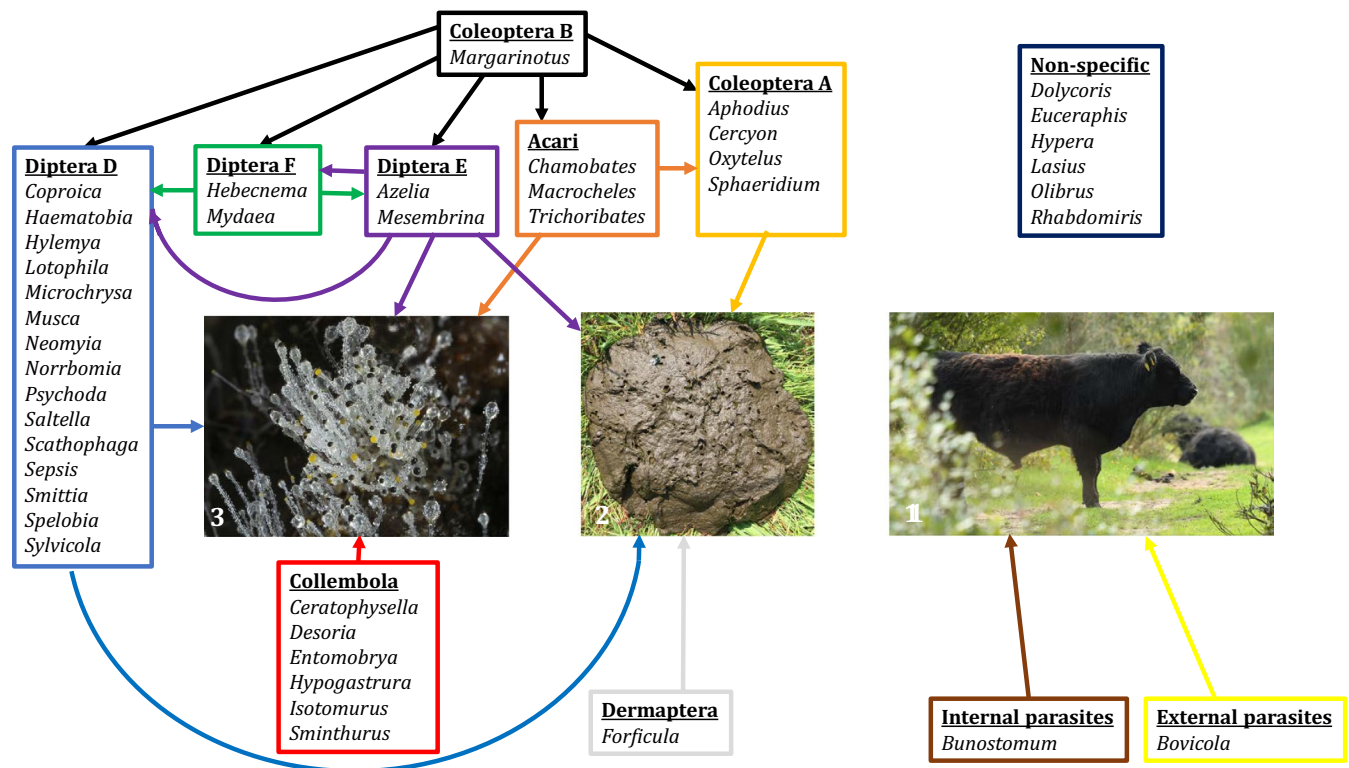 Coleoptera B
Margarinotus
Non-specific
Dolycoris
Euceraphis
Hypera
Lasius
Olibrus
Rhabdomiris
Coleoptera A
Aphodius
Cercyon
Oxytelus
Sphaeridium
Acari
Chamobates
Macrocheles
Trichoribates
Diptera D
Coproica
Haematobia
Hylemya
Lotophila
Microchrysa
Musca
Neomyia
Norrbomia
Psychoda
Saltella
Scathophaga
Sepsis
Smittia
Spelobia
Sylvicola
Diptera F
Hebecnema
Mydaea
Diptera E
Azelia
Mesembrina
3
2
1
Collembola
Ceratophysella
Desoria
Entomobrya
Hypogastrura
Isotomurus
Sminthurus
Dermaptera
Forficula
Internal parasites
Bunostomum
External parasites
Bovicola